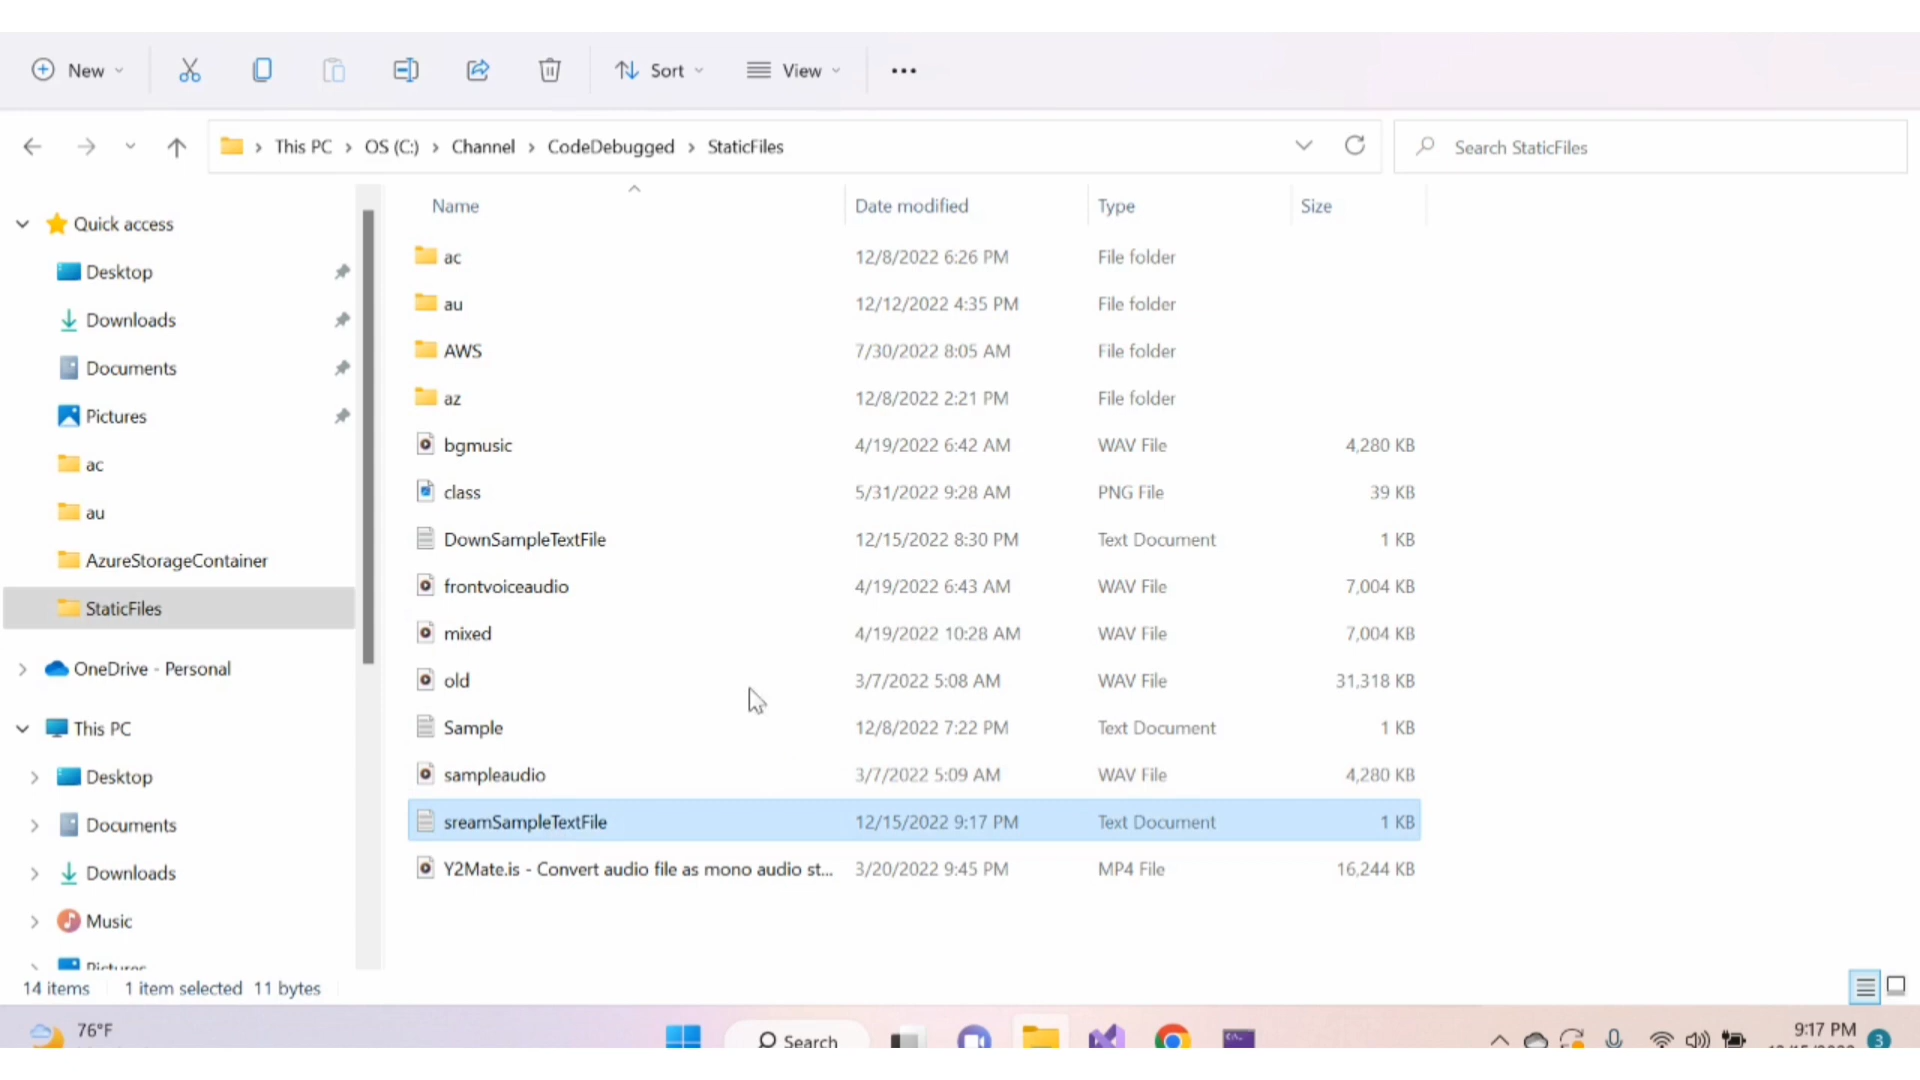 New Sort View
This PC OS (C:) Channel CodeDebugged StaticFiles Search StaticFiles
Name Date modified Type Size
Quick access
Desktop
Downloads
Documents
Pictures
ac
au
AzureStorageContainer
StaticFiles
OneDrive - Personal
This PC
Desktop
Documents
Downloads
Music
Pictures
ac 12/8/2022 6:26 PM File folder
au 12/12/2022 4:35 PM File folder
AWS 7/30/2022 8:05 AM File folder
az 12/8/2022 2:21 PM File folder
bgmusic 4/19/2022 6:42 AM WAV File 4,280 KB
class 5/31/2022 9:28 AM PNG File 39 KB
DownSampleTextFile 12/15/2022 8:30 PM Text Document 1 KB
frontvoiceaudio 4/19/2022 6:43 AM WAV File 7,004 KB
mixed 4/19/2022 10:28 AM WAV File 7,004 KB
old 3/7/2022 5:08 AM WAV File 31,318 KB
Sample 12/8/2022 7:22 PM Text Document 1 KB
sampleaudio 3/7/2022 5:09 AM WAV File 4,280 KB
sreamSampleTextFile 12/15/2022 9:17 PM Text Document 1 KB
Y2Mate.is - Convert audio file as mono audio st... 3/20/2022 9:45 PM MP4 File 16,244 KB
14 items 1 item selected 11 bytes
76°F Search 9:17 PM 3